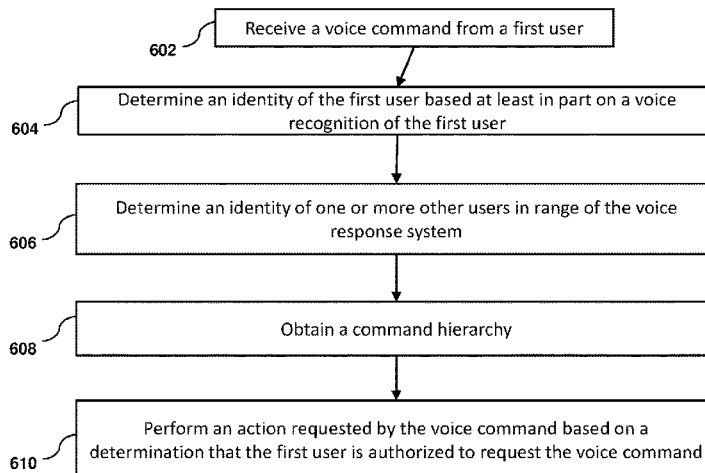 Receive a voice command from a first user
602
Determine an identity of the first user based at least in part on a voice
recognition of the first user
604
Determine an identity of one or more other users in range of the voice
response system
606
Obtain a command hierarchy
608
Perform an action requested by the voice command based on a
determination that the first user is authorized to request the voice command
610